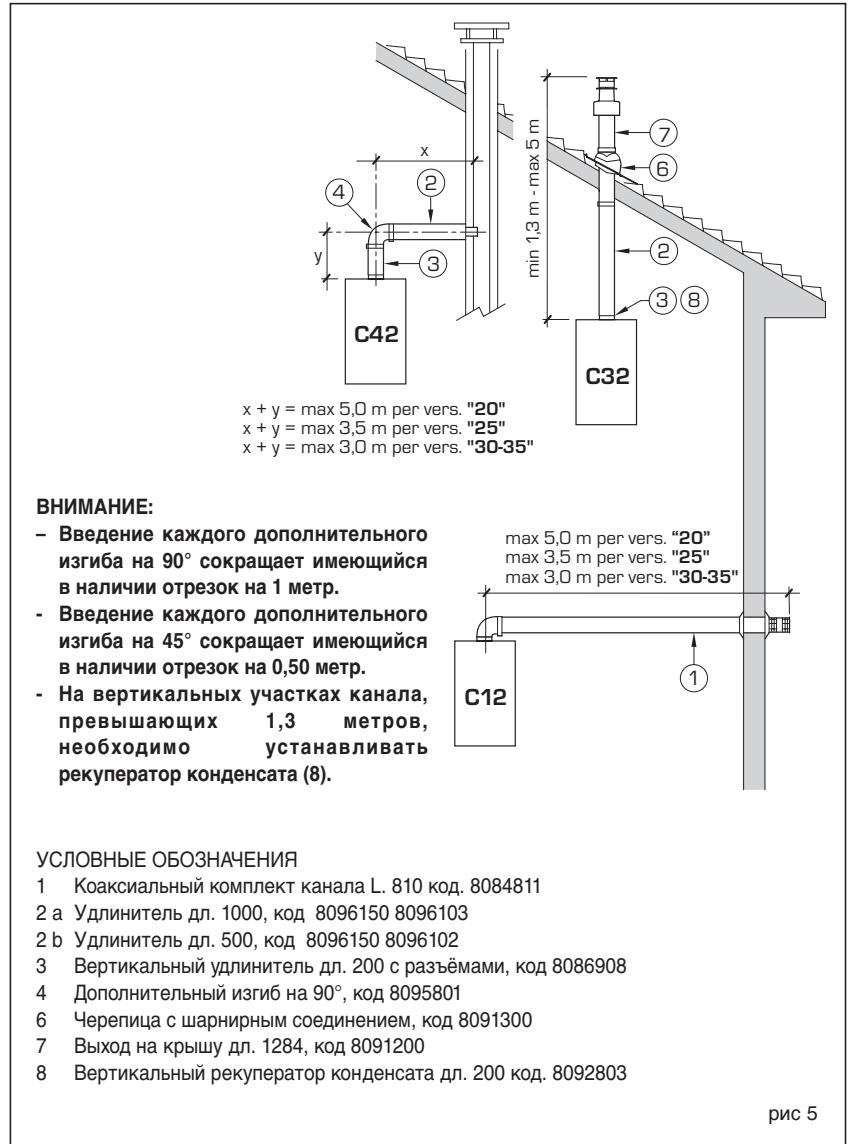 x
y
4
2
3
C42
min 1,3 m - max 5 m
7
6
2
3 8
C32
x + y = max 5,0 m per vers. "20"
x + y = max 3,5 m per vers. "25"
x + y = max 3,0 m per vers. "30-35"
ВНИМАНИЕ:
– Введение каждого дополнительного
изгиба на 90° сокращает имеющийся
в наличии отрезок на 1 метр.
- Введение каждого дополнительного
изгиба на 45° сокращает имеющийся
в наличии отрезок на 0,50 метр.
- На вертикальных участках канала,
превышающих 1,3 метров,
необходимо устанавливать
рекуператор конденсата (8).
max 5,0 m per vers. “20”
max 3,5 m per vers. "25"
max 3,0 m per vers. "30-35"
1
C12
УСЛОВНЫЕ ОБОЗНАЧЕНИЯ
1 Коаксиальный комплект канала L. 810 код. 8084811
2 a Удлинитель дл. 1000, код 8096150 8096103
2 b Удлинитель дл. 500, код 8096150 8096102
3 Вертикальный удлинитель дл. 200 с разъёмами, код 8086908
4 Дополнительный изгиб на 90°, код 8095801
6 Черепица с шарнирным соединением, код 8091300
7 Выход на крышу дл. 1284, код 8091200
8 Вертикальный рекуператор конденсата дл. 200 код. 8092803
рис 5